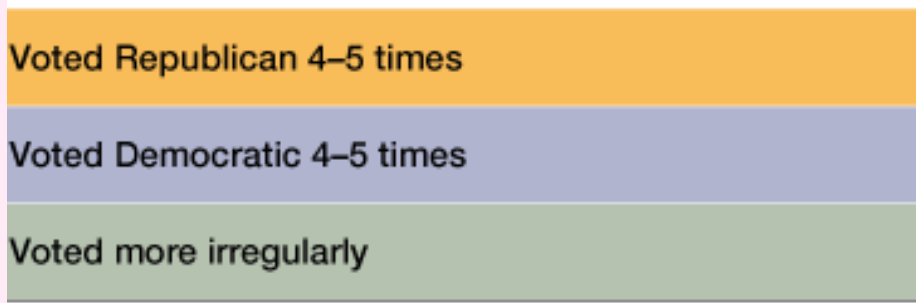 Voted Republican 4–5 times
Voted Democratic 4–5 times
Voted more irregularly